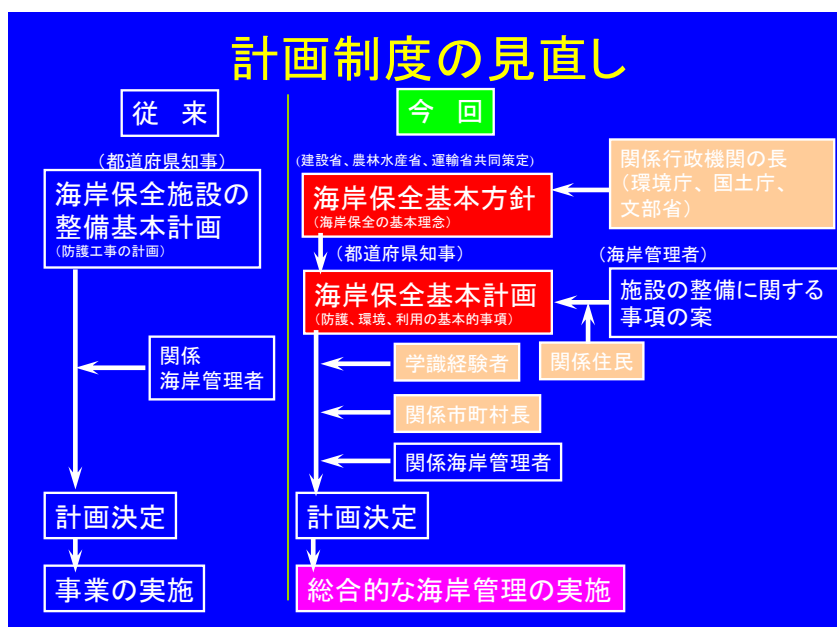 計画制度の見直し
従　来
(都道府県知事)
海岸保全施設の
整備基本計画
(防護工事の計画)
関係
海岸管理者
計画決定
事業の実施
今　回
(建設省、農林水産省、運輸省共同策定)
海岸保全基本方針
(海岸保全の基本理念)
関係行政機関の長
(環境庁、国土庁、
文部省)
(都道府県知事)
海岸保全基本計画
(防護、環境、利用の基本的事項)
(海岸管理者)
施設の整備に関する
事項の案
関係住民
学識経験者
関係市町村長
関係海岸管理者
計画決定
総合的な海岸管理の実施